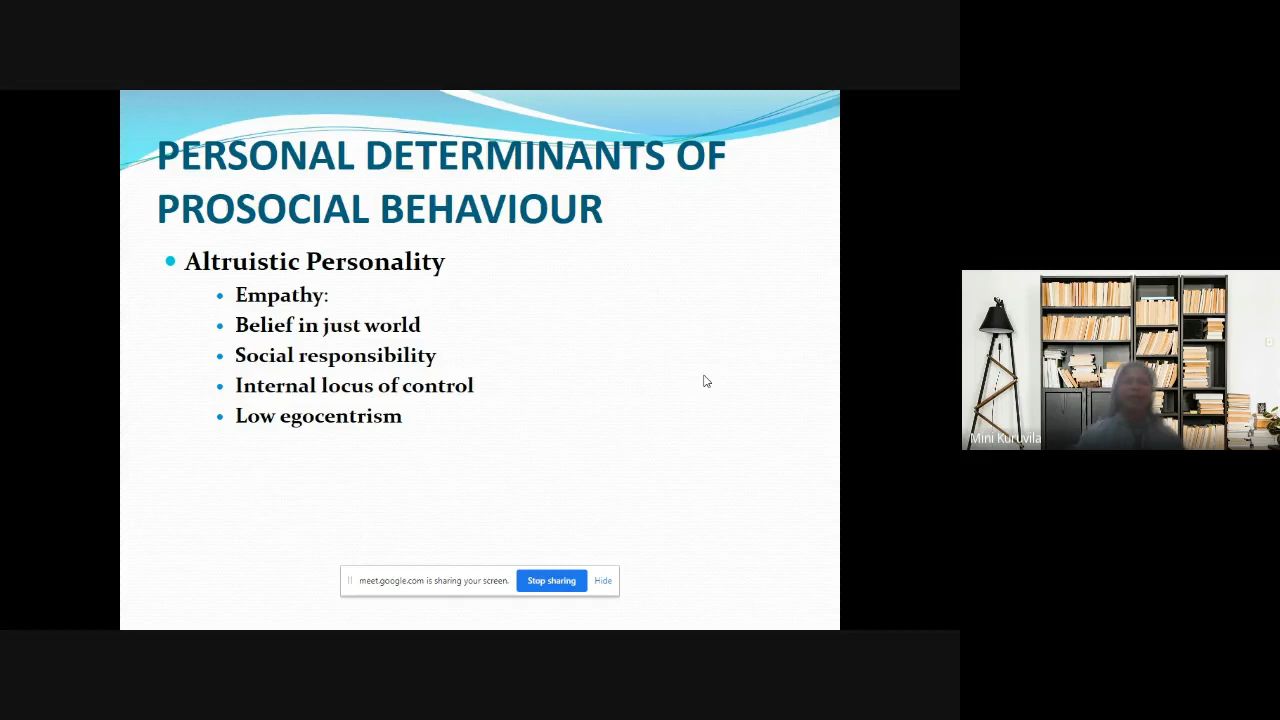 PERSONAL DETERMINANTS OF
PROSOCIAL BEHAVIOUR
Altruistic Personality
Empathy:
Belief in just world
Social responsibility
Internal locus of control
Low egocentrism
meet.google.com is sharing your screen.
Stop sharing
Hide
Mini Kuruvila